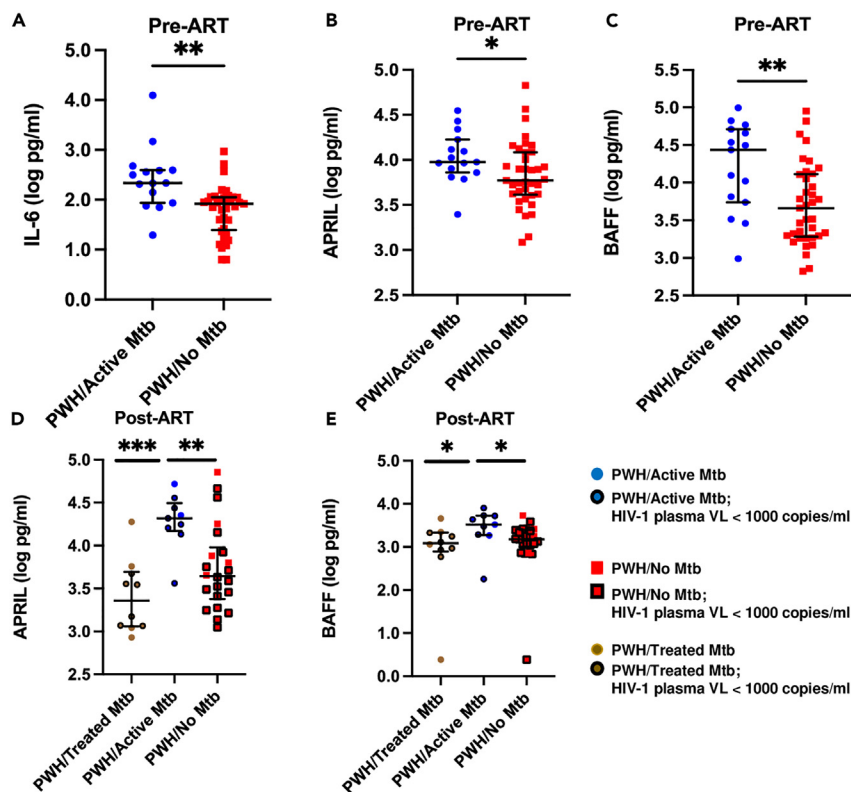 A
Pre-ART
**
IL-6 (log pg/ml)
5.0
4.0
3.0
2.0
1.0
0.0
PWH/Active Mtb
PWH/No Mtb
B
Pre-ART
*
APRIL (log pg/ml)
5.0
4.5
4.0
3.5
3.0
2.5
PWH/Active Mtb
PWH/No Mtb
C
Pre-ART
**
BAFF (log pg/ml)
5.5
5.0
4.5
4.0
3.5
3.0
2.5
PWH/Active Mtb
PWH/No Mtb
D
Post-ART
*** **
APRIL (log pg/ml)
5.0
4.5
4.0
3.5
3.0
2.5
PWH/Treated Mtb
PWH/Active Mtb
PWH/No Mtb
E
Post-ART
* *
BAFF (log pg/ml)
5.0
4.0
3.0
2.0
1.0
0.0
PWH/Treated Mtb
PWH/Active Mtb
PWH/No Mtb
PWH/Active Mtb
PWH/Active Mtb;
HIV-1 plasma VL < 1000 copies/ml
PWH/No Mtb
PWH/No Mtb;
HIV-1 plasma VL < 1000 copies/ml
PWH/Treated Mtb
PWH/Treated Mtb;
HIV-1 plasma VL < 1000 copies/ml